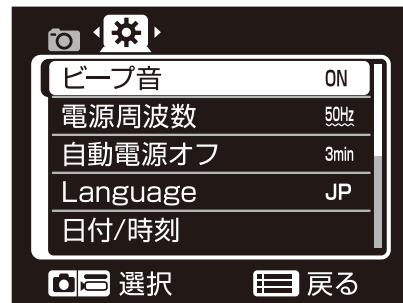 ビープ音 ON
電源周波数 50Hz
自動電源オフ 3min
Language JP
日付/時刻
選択 戻る